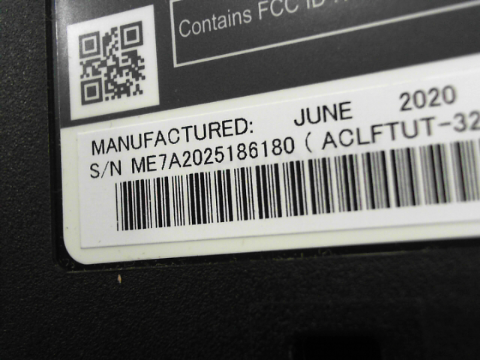 Contains FCC ID
MANUFACTURED: JUNE 2020
S/N ME7A2025186180 ( ACLFTUT-32